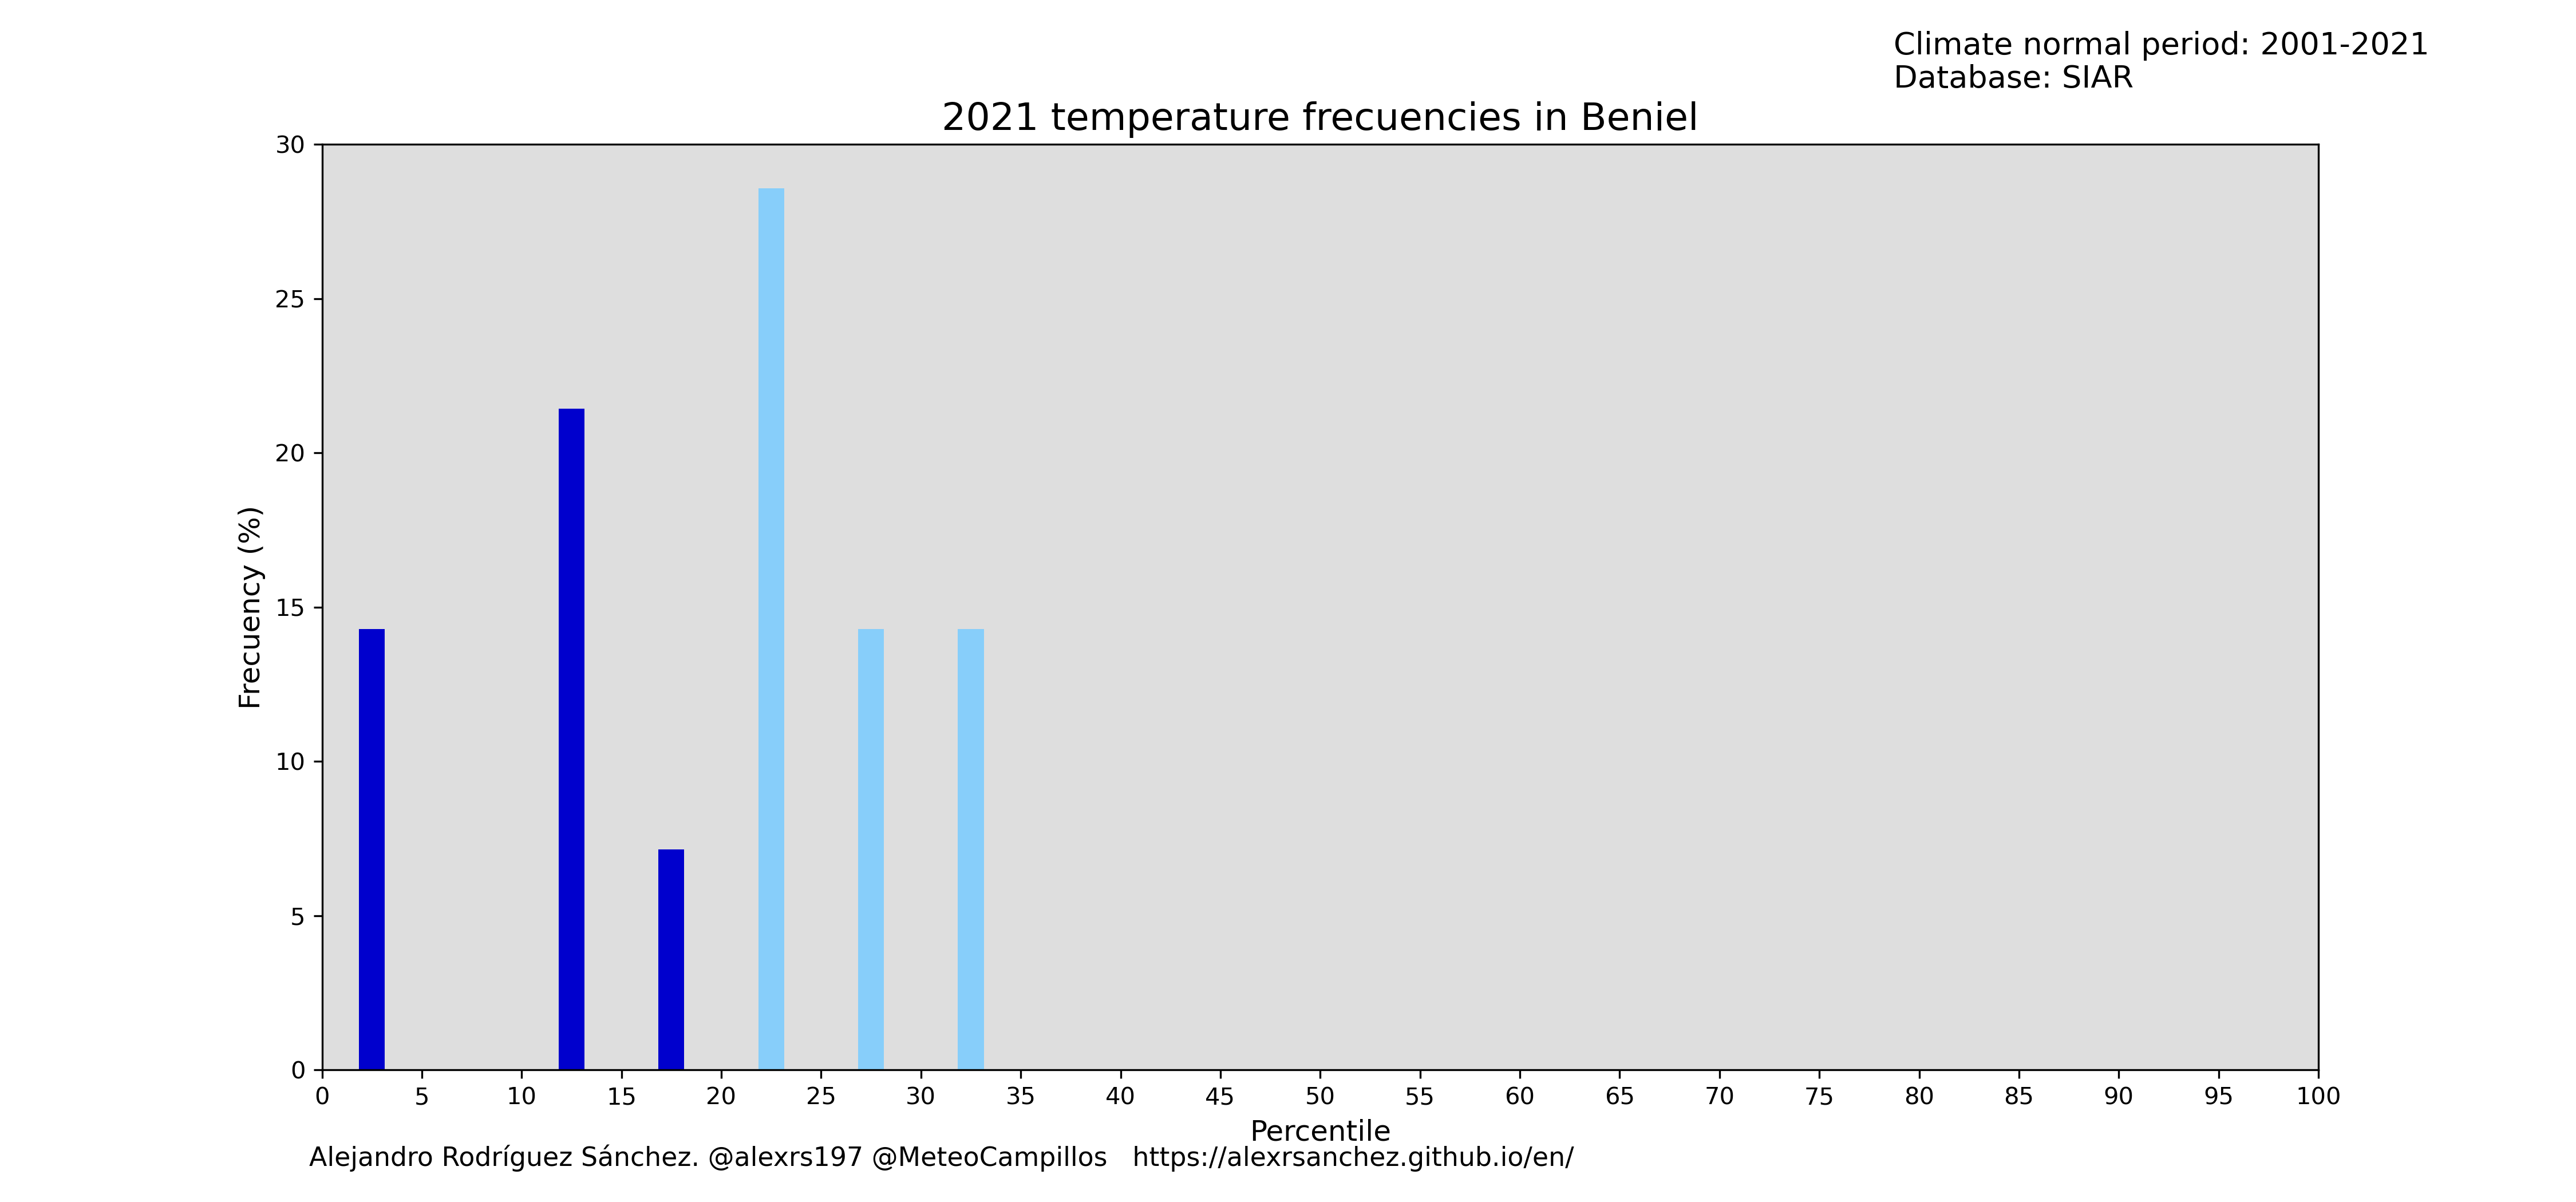 Climate normal period: 2001-2021
Database: SIAR
2021 temperature frecuencies in Beniel
30
25
20
15
10
5
0
Frecuency (%)
0 5 10 15 20 25 30 35 40 45 50 55 60 65 70 75 80 85 90 95 100
Percentile
Alejandro Rodríguez Sánchez. @alexrs197 @MeteoCampillos https://alexrsanchez.github.io/en/